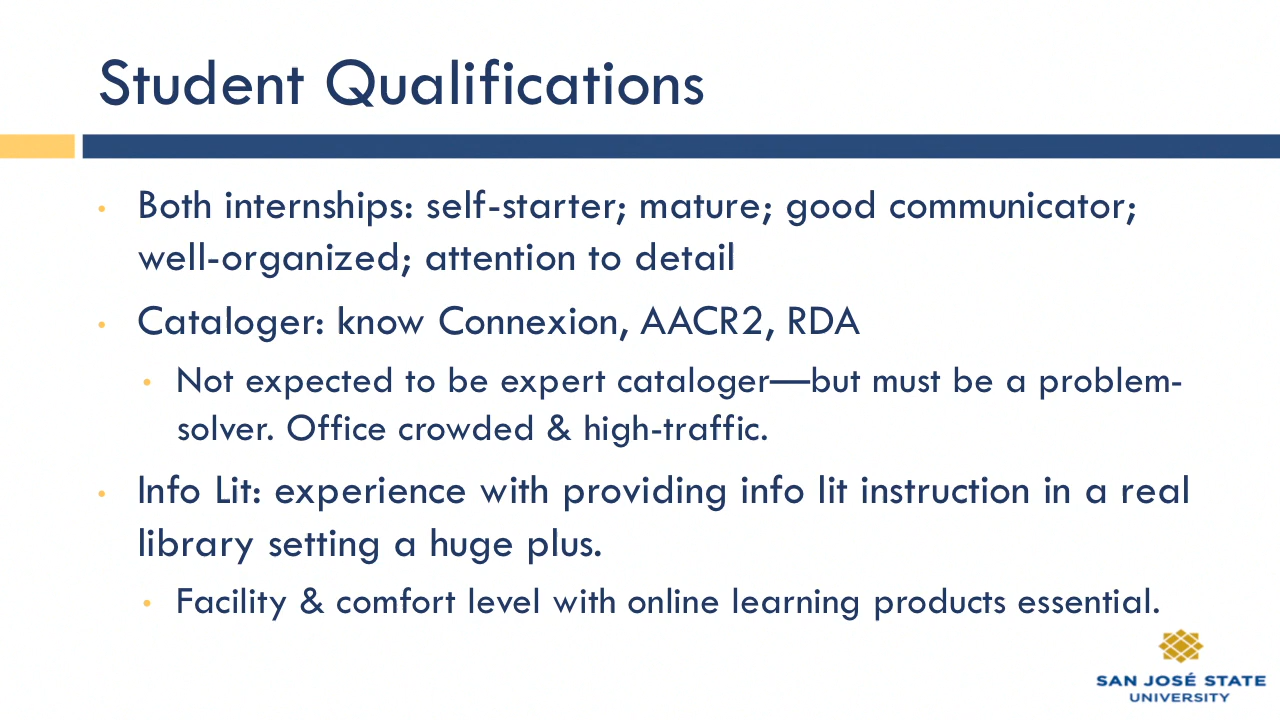 Student Qualifications
• Both internships: self-starter; mature; good communicator;
well-organized; attention to detail
• Cataloger: know Connexion, AACR2, RDA
• Not expected to be expert cataloger—but must be a problem-
solver. Office crowded & high-traffic.
• Info Lit: experience with providing info lit instruction in a real
library setting a huge plus.
• Facility & comfort level with online learning products essential.
SAN JOSÉ STATE
UNIVERSITY